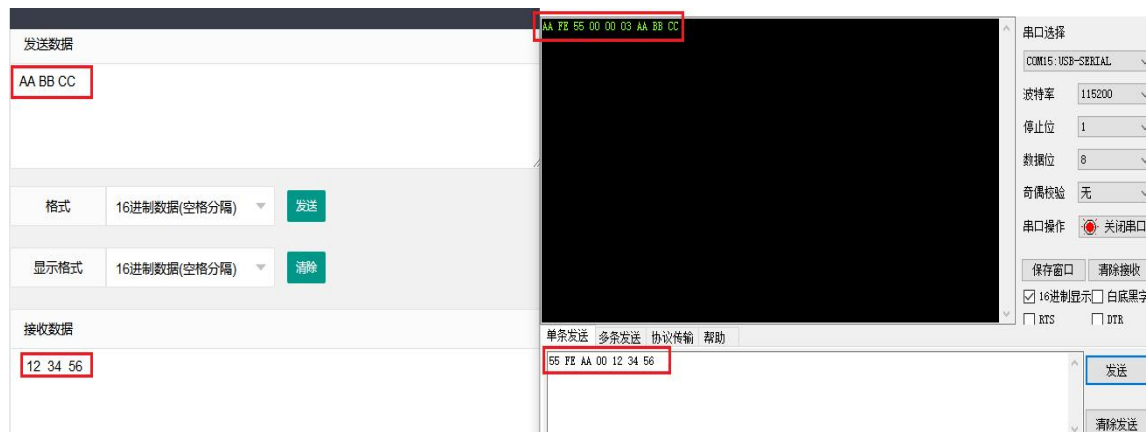 发送数据
AA BB CC
格式
16进制数据(空格分隔)
发送
显示格式
16进制数据(空格分隔)
清除
接收数据
12 34 56
AA FE 55 00 00 03 AA BB CC
串口选择
COM15:USB-SERIAL
波特率
115200
停止位
1
数据位
8
奇偶校验
无
串口操作
关闭串口
保存窗口
清除接收
16进制显示
白底黑字
RTS
DTR
单条发送
多条发送
协议传输
帮助
55 FE AA 00 12 34 56
发送
清除发送